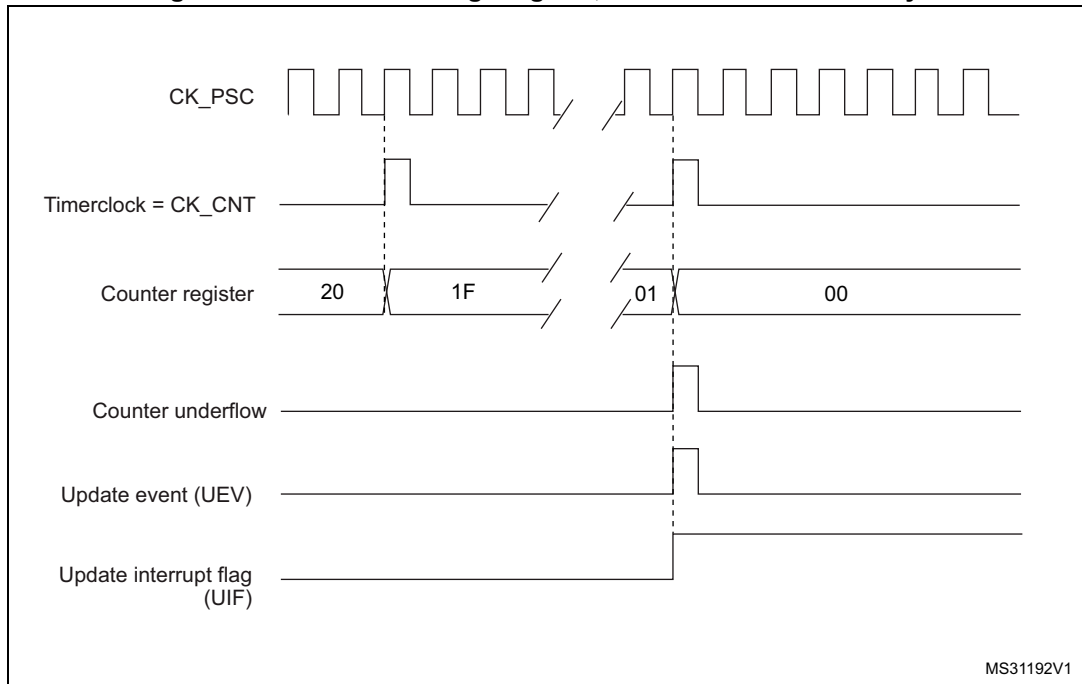 CK_PSC
Timerclock = CK_CNT
Counter register 20 1F 01 00
Counter underflow
Update event (UEV)
Update interrupt flag
(UIF)
MS31192V1